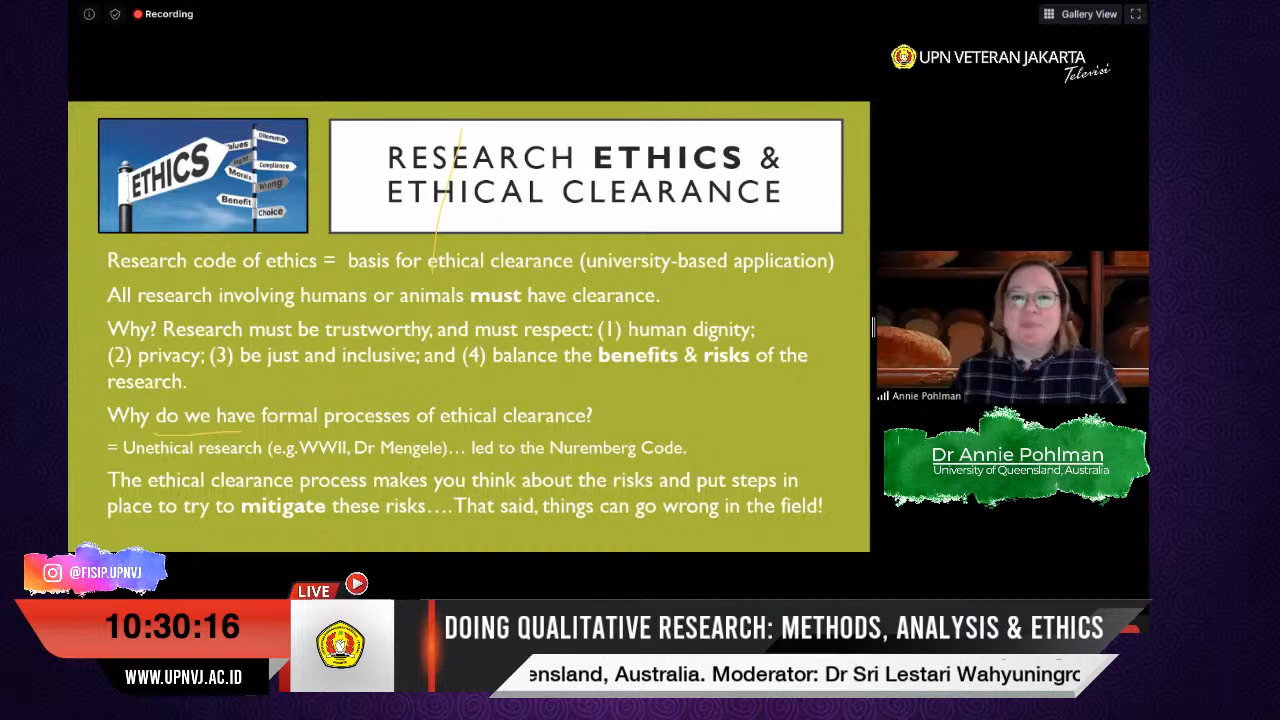 Recording
Gallery View
UPN VETERAN JAKARTA
Televisi
ETHICS
Dilemma
Values
Compliance
Morals
Wrong
Benefit
Choice
RESEARCH ETHICS &
ETHICAL CLEARANCE
Research code of ethics = basis for ethical clearance (university-based application)
All research involving humans or animals must have clearance.
Why? Research must be trustworthy, and must respect: (1) human dignity;
(2) privacy; (3) be just and inclusive; and (4) balance the benefits & risks of the
research.
Why do we have formal processes of ethical clearance?
= Unethical research (e.g. WWII, Dr Mengele)… led to the Nuremberg Code.
The ethical clearance process makes you think about the risks and put steps in
place to try to mitigate these risks….That said, things can go wrong in the field!
Annie Pohlman
Dr Annie Pohlman
University of Queensland, Australia
@FISIP.UPNVJ
LIVE
10:30:16
DOING QUALITATIVE RESEARCH: METHODS, ANALYSIS & ETHICS
WWW.UPNVJ.AC.ID
ensland, Australia. Moderator: Dr Sri Lestari Wahyuningro